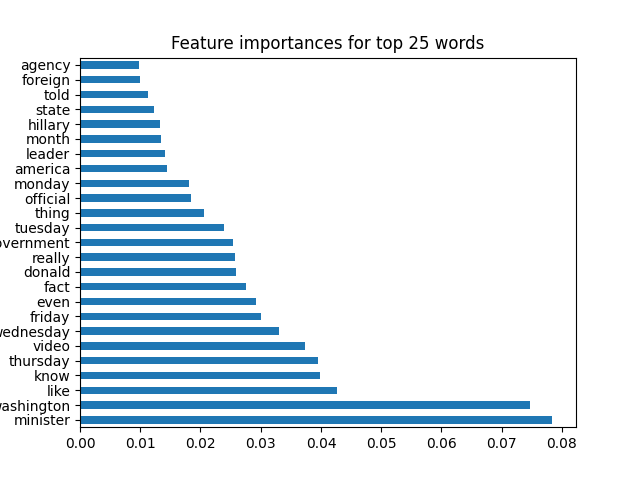 Feature importances for top 25 words
agency
foreign
told
state
hillary
month
leader
america
monday
official
thing
tuesday
overnment
really
donald
fact
even
friday
wednesday
video
thursday
know
like
washington
minister
0.00 0.01 0.02 0.03 0.04 0.05 0.06 0.07 0.08